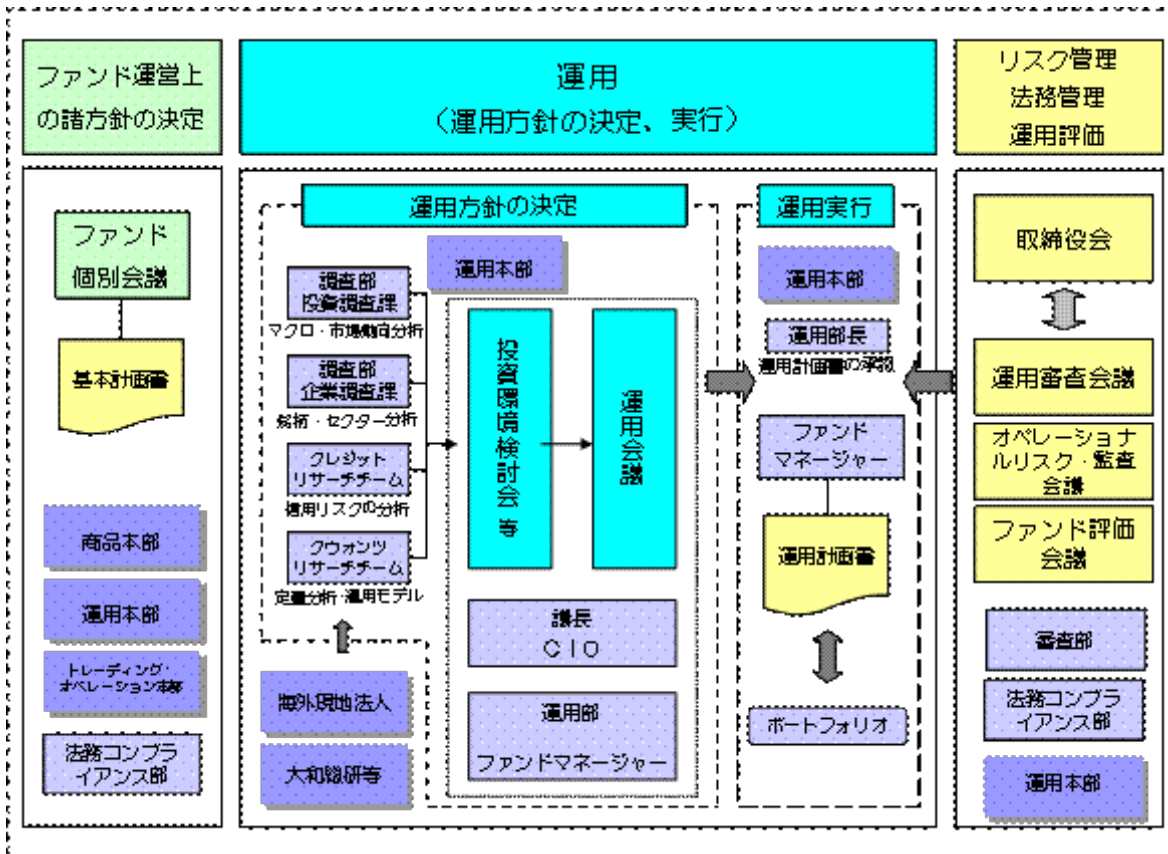 ファンド運営上
の諸方針の決定
運用
（運用方針の決定、実行）
リスク管理
法務管理
運用評価
ファンド
個別会議
基本計画書
商品本部
運用本部
トレーディング・
オペレーション本部
法務コンプラ
イアンス部
運用方針の決定
運用本部
調査部
投資調査課
マクロ・市場動向分析
調査部
企業調査課
銘柄・セクター分析
クレジット
リサーチチーム
信用リスクの分析
クウォンツ
リサーチチーム
定量分析・運用モデル
海外現地法人
大和総研等
投資環境検討会 等
運用会議
議長
ＣＩＯ
運用部
ファンドマネージャー
運用実行
運用本部
運用部長
運用計画書の承認
ファンド
マネージャー
運用計画書
ポートフォリオ
取締役会
運用審査会議
オペレーショナ
ルリスク・監査
会議
ファンド評価
会議
審査部
法務コンプラ
イアンス部
運用本部